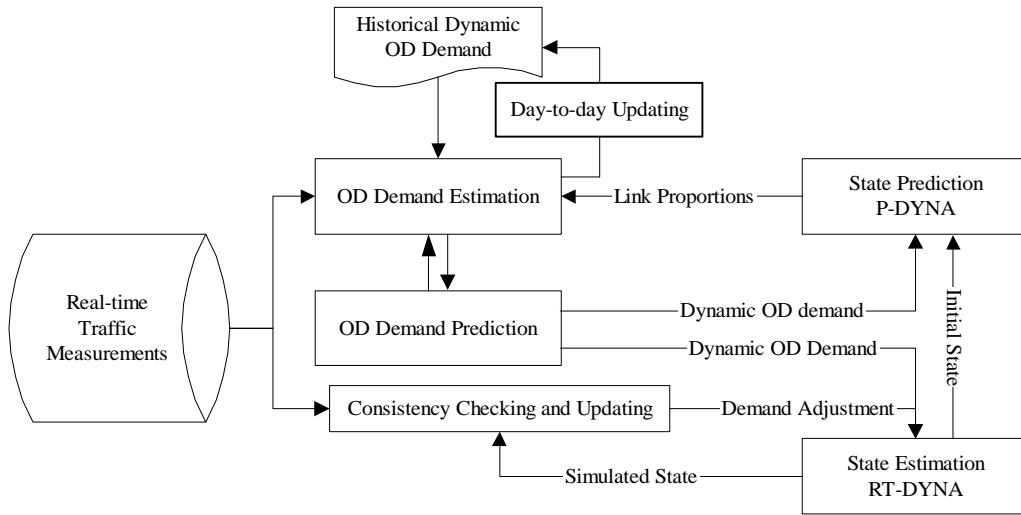 Historical Dynamic
OD Demand
Day-to-day Updating
OD Demand Estimation
Link Proportions
State Prediction
P-DYNA
Real-time
Traffic
Measurements
OD Demand Prediction
Dynamic OD demand
Dynamic OD Demand
Initial State
Consistency Checking and Updating
Demand Adjustment
Simulated State
State Estimation
RT-DYNA